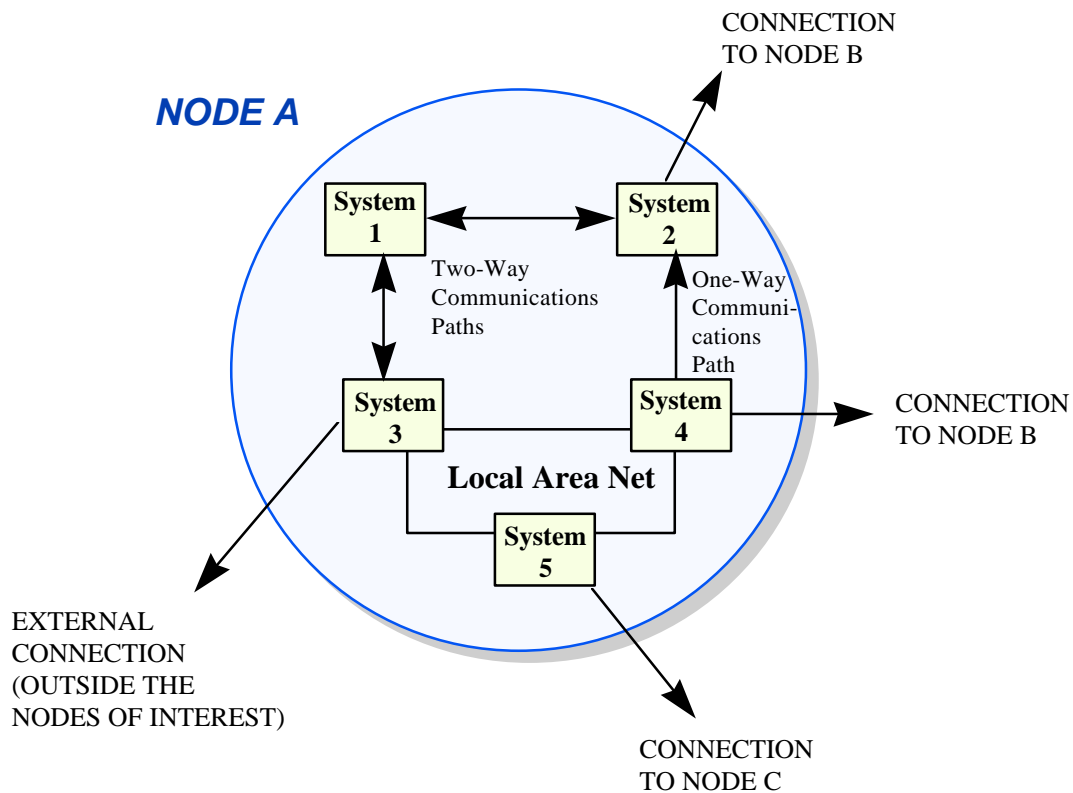 CONNECTION
TO NODE B
NODE A
System
1
System
2
Two-Way
Communications
Paths
One-Way
Communi-
cations
Path
System
3
System
4
CONNECTION
TO NODE B
Local Area Net
System
5
EXTERNAL
CONNECTION
(OUTSIDE THE
NODES OF INTEREST)
CONNECTION
TO NODE C